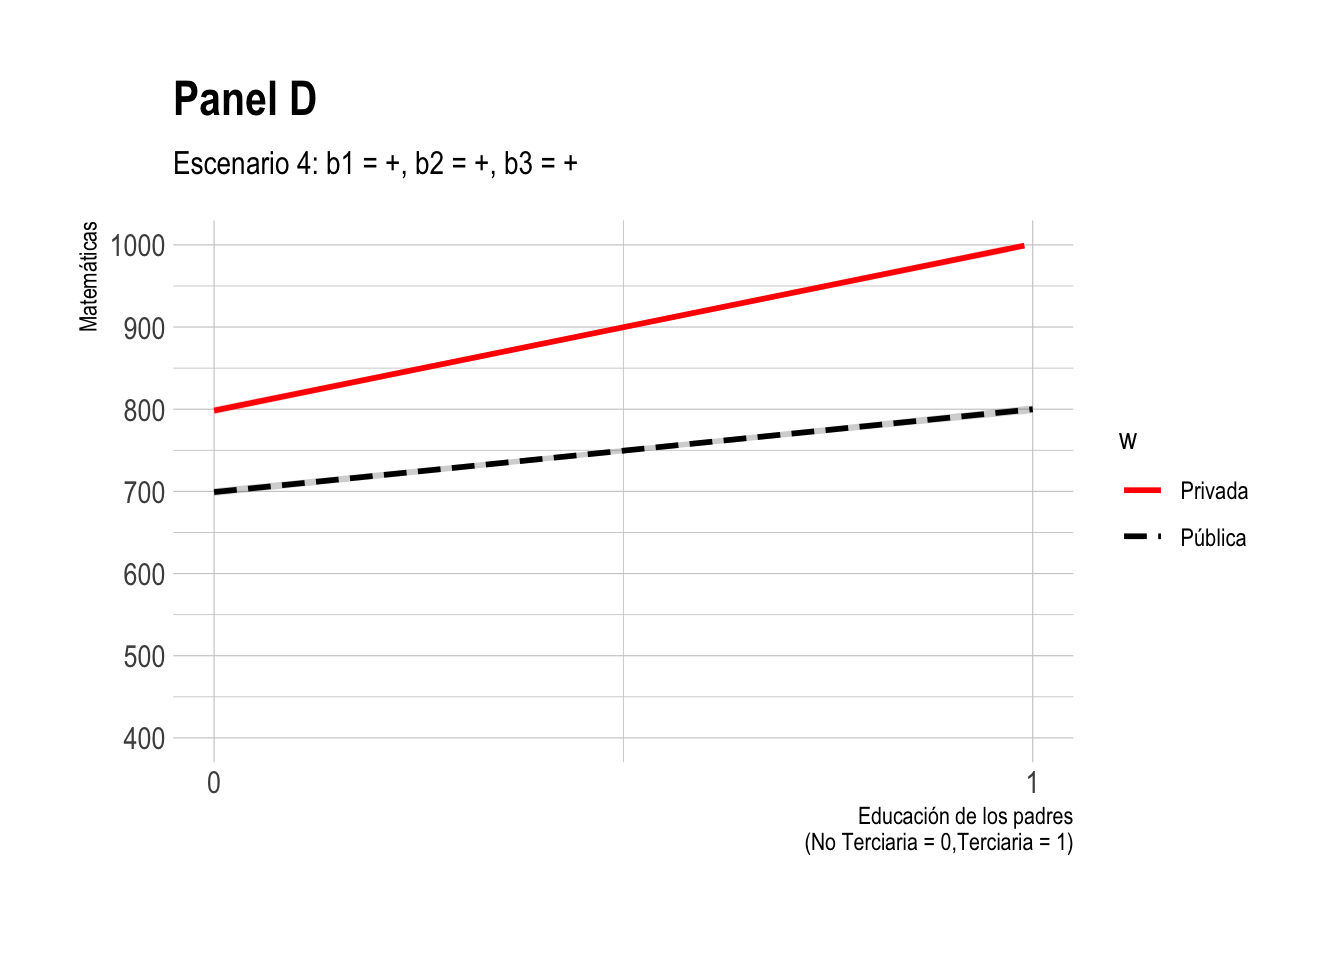 Panel D
Escenario 4: b1 = +, b2 = +, b3 = +
Matemáticas
1000
900
800
700
600
500
400
0
1
Educación de los padres
(No Terciaria = 0,Terciaria = 1)
w
Privada
Pública